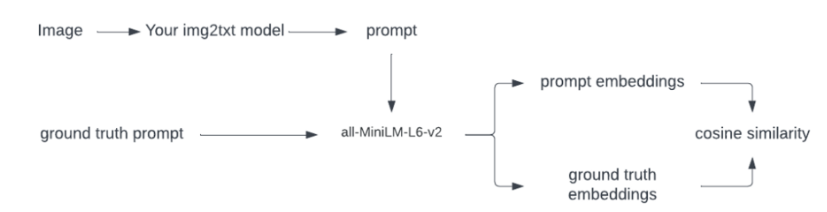 Image
Your img2txt model
prompt
prompt embeddings
ground truth prompt
all-MiniLM-L6-v2
cosine similarity
ground truth
embeddings